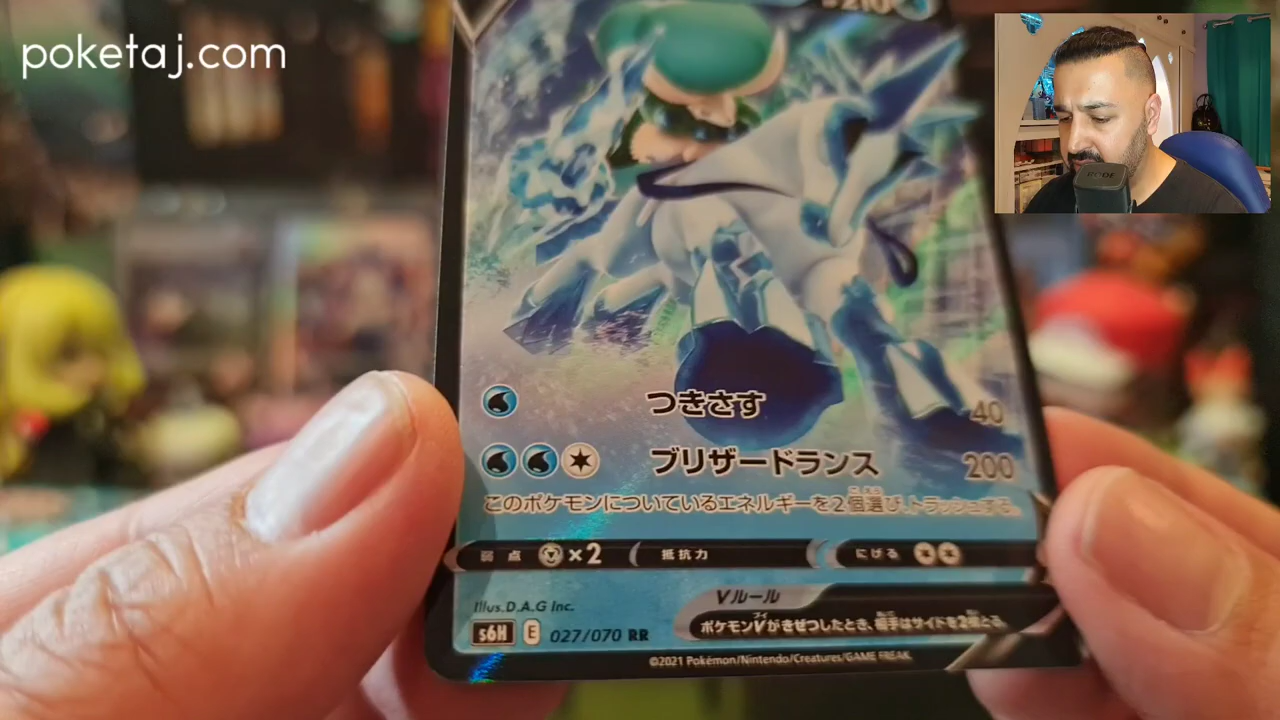 poketaj.com
210
つきさす 40
ブリザードランス 200
このポケモンについているエネルギーを2個選び、トラッシュする。
弱点 ×2 抵抗力 にげる
Vルール
ポケモンVがきぜつしたとき、相手はサイドを2枚とる。
Illus.D.A.G Inc.
s6H E 027/070 RR
©2021 Pokémon/Nintendo/Creatures/GAME FREAK